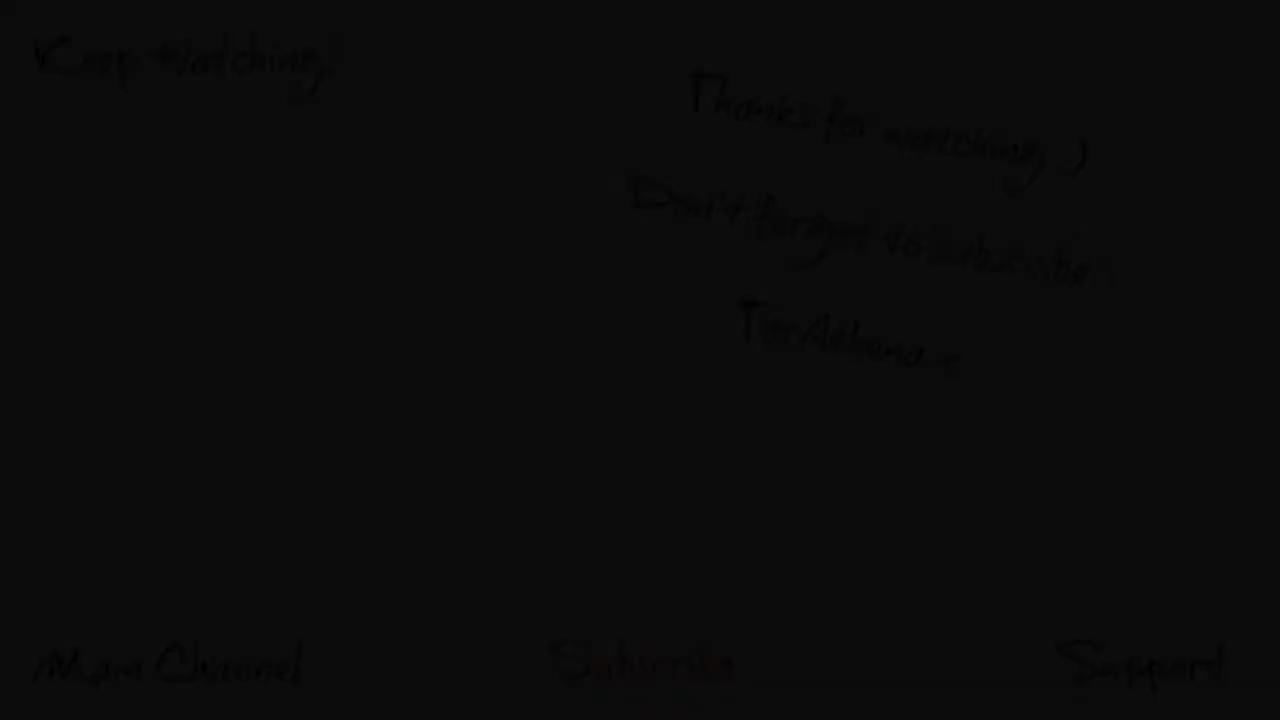 Keep watching!
Thanks for watching :)
Don't forget to subscribe!
Main Channel
Subscribe
Support